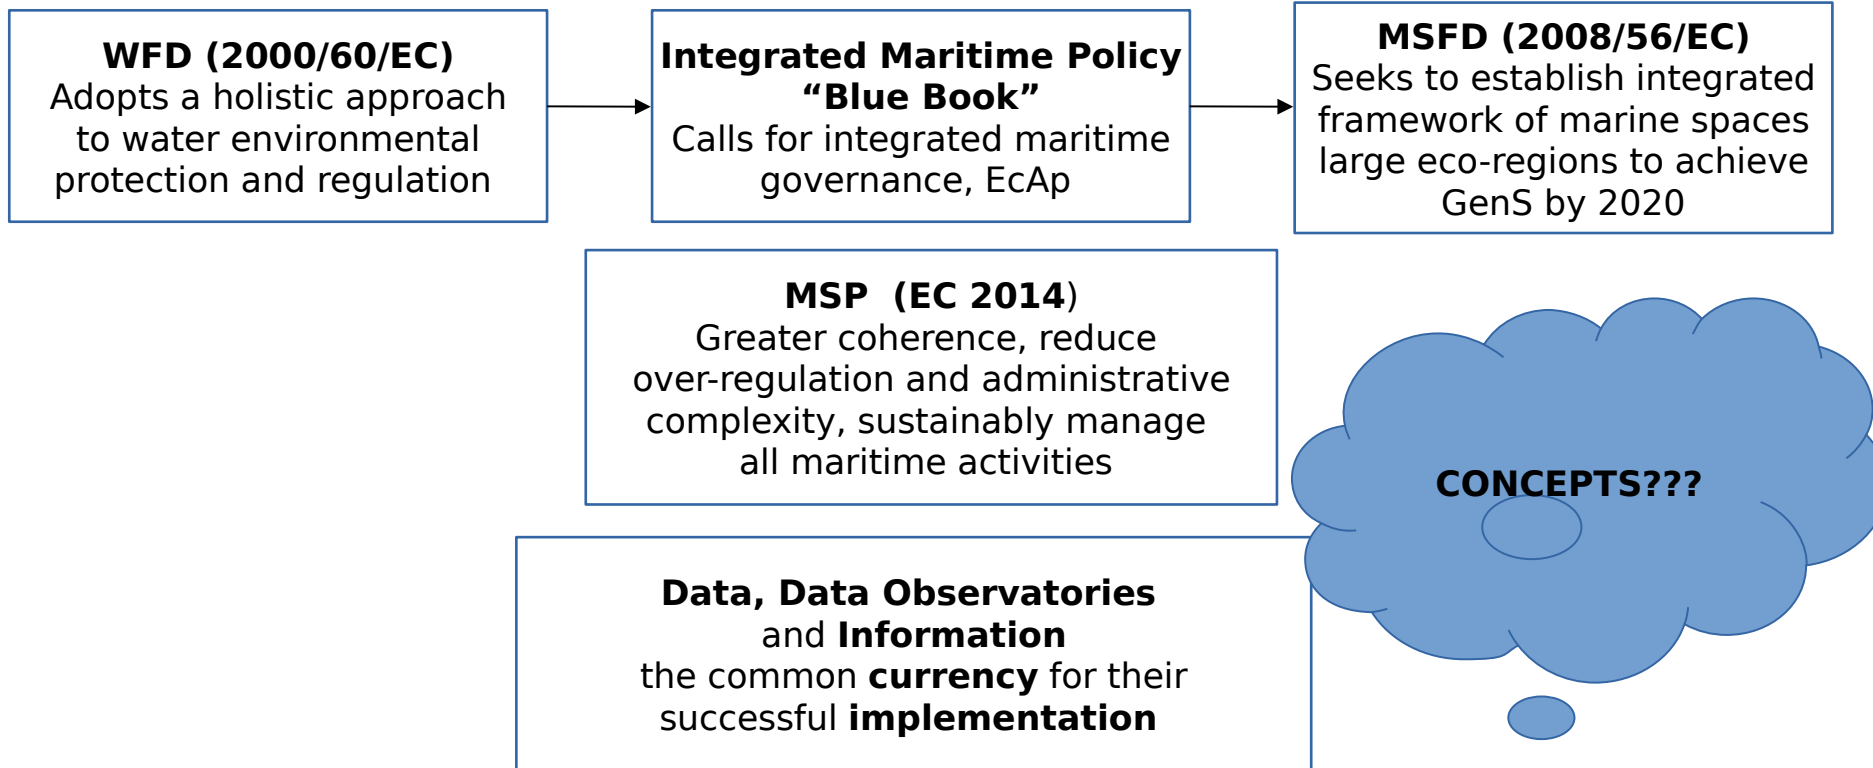 WFD (2000/60/EC)
Adopts a holistic approach
to water environmental
protection and regulation
Integrated Maritime Policy
“Blue Book”
Calls for integrated maritime
governance, EcAp
MSFD (2008/56/EC)
Seeks to establish integrated
framework of marine spaces
large eco-regions to achieve
GenS by 2020
MSP  (EC 2014)
Greater coherence, reduce
over-regulation and administrative
complexity, sustainably manage
all maritime activities
CONCEPTS???
Data, Data Observatories
and Information
the common currency for their
successful implementation